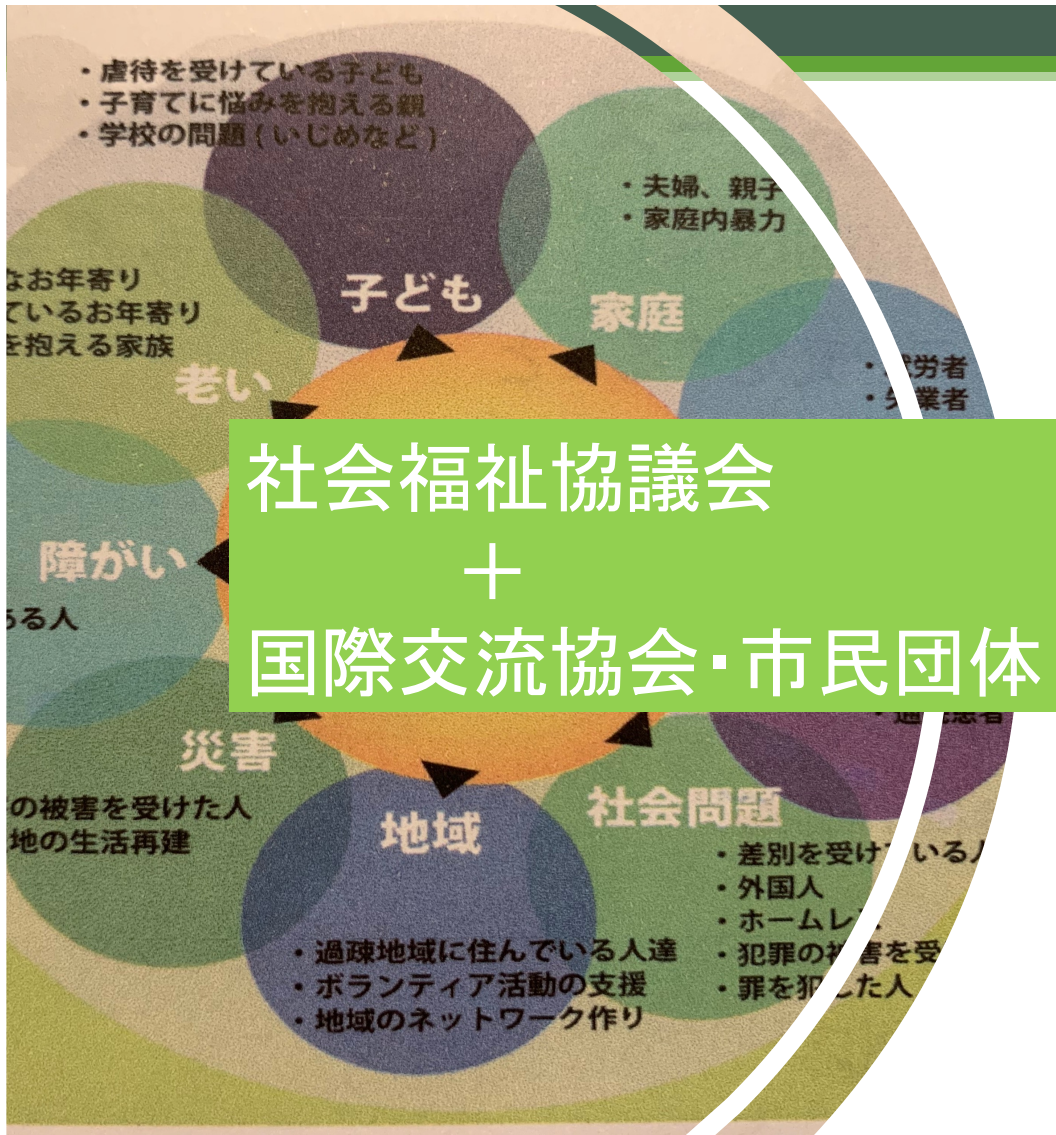 ・虐待を受けている子ども
・子育てに悩みを抱える親
・学校の問題(いじめなど)
・夫婦、親子
・家庭内暴力
なお年寄り
ているお年寄り
を抱える家族
子ども
家庭
老い
労者
・失業者
社会福祉協議会
＋
国際交流協会・市民団体
障がい
ある人
災害
の被害を受けた人
地の生活再建
地域
社会問題
・差別を受けている人
・外国人
・ホームレス
・犯罪の被害を受
・罪を犯した人
・過疎地域に住んでいる人達
・ボランティア活動の支援
・地域のネットワーク作り